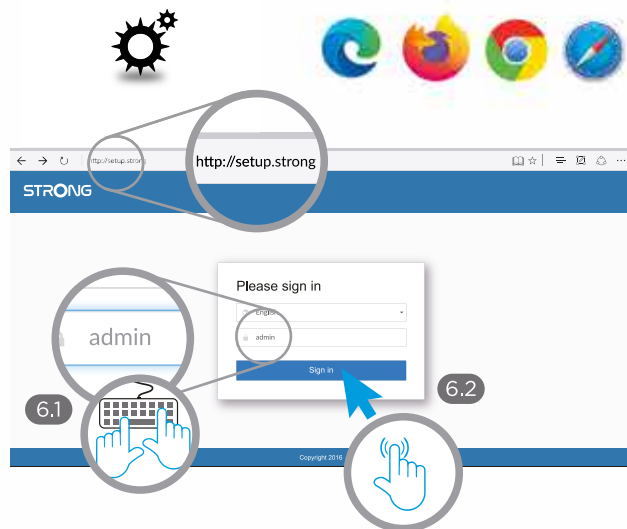 http://setup.strong
http://setup.strong
STRONG
Please sign in
English
admin
admin
Sign in
6.1
6.2
Copyright 2016